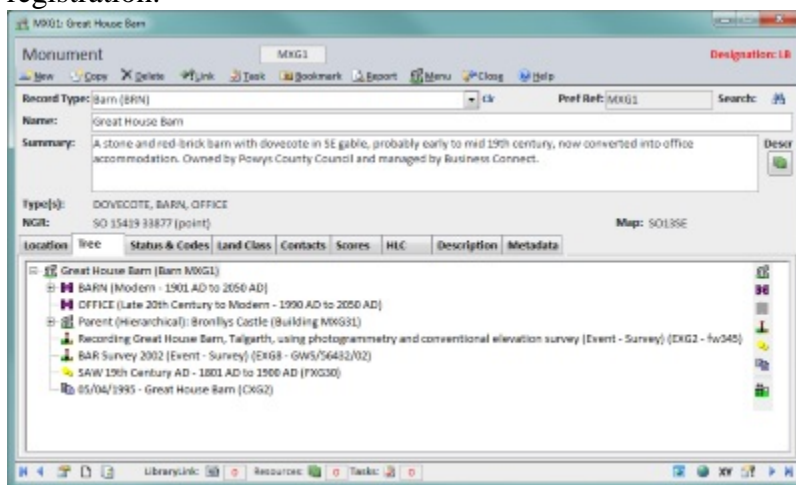 registration.
MXG1: Great House Barn
Monument MXG1 Designation: LB
New Copy Delete Link Task Bookmark Report Menu Close Help
Record Type: Barn (BRN) Clr Pref Ref: MXG1 Search:
Name: Great House Barn
Summary: A stone and red-brick barn with dovecote in SE gable, probably early to mid 19th century, now converted into office Descr
accommodation. Owned by Powys County Council and managed by Business Connect.
Type(s): DOVECOTE, BARN, OFFICE
NGR: SO 15419 33877 (point) Map: SO13SE
Location Tree Status & Codes Land Class Contacts Scores HLC Description Metadata
Great House Barn (Barn MXG1)
BARN (Modern - 1901 AD to 2050 AD)
OFFICE (Late 20th Century to Modern - 1990 AD to 2050 AD)
Parent (Hierarchical): Bronllys Castle (Building MXG31)
Recording Great House Barn, Talgarth, using photogrammetry and conventional elevation survey (Event - Survey) (EXG2 - fw345)
BAR Survey 2002 (Event - Survey) (EXG8 - GWS/56432/02)
SAW 19th Century AD - 1801 AD to 1900 AD (FXG30)
05/04/1995 - Great House Barn (CXG2)
LibraryLink: 0 Resources: 0 Tasks: 0 XY